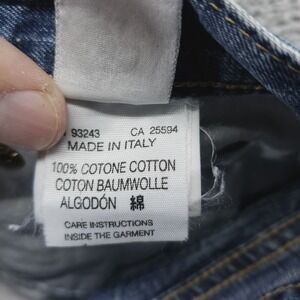 93243 CA 25594
MADE IN ITALY
100% COTONE COTTON
COTON BAUMWOLLE
ALGODÓN 綿
CARE INSTRUCTIONS
INSIDE THE GARMENT